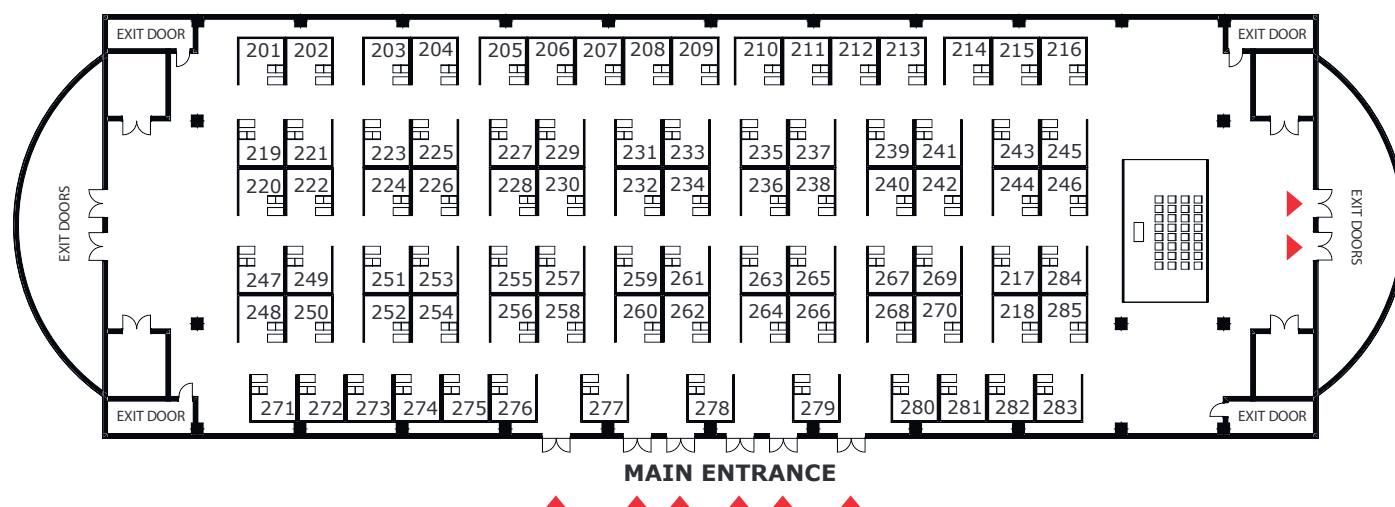 EXIT DOOR EXIT DOOR
201 202 203 204 205 206 207 208 209 210 211 212 213 214 215 216
219 221 223 225 227 229 231 233 235 237 239 241 243 245
220 222 224 226 228 230 232 234 236 238 240 242 244 246
EXIT DOORS EXIT DOORS
247 249 251 253 255 257 259 261 263 265 267 269 217 284
248 250 252 254 256 258 260 262 264 266 268 270 218 285
271 272 273 274 275 276 277 278 279 280 281 282 283
EXIT DOOR EXIT DOOR
MAIN ENTRANCE